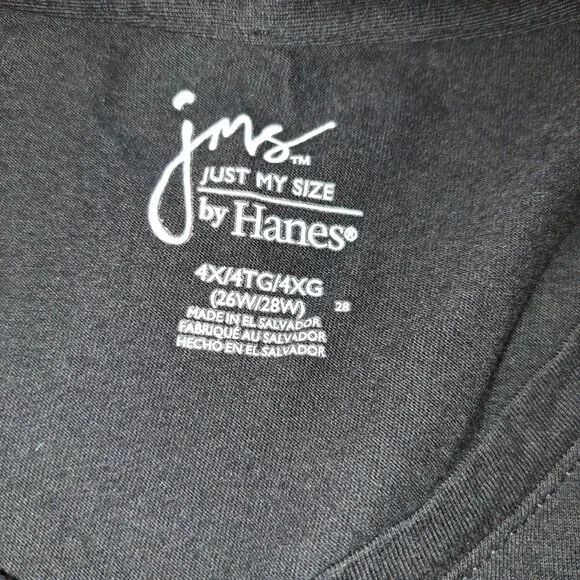 jms™
JUST MY SIZE
by Hanes®
4X/4TG/4XG
(26W/28W) 28
MADE IN EL SALVADOR
FABRIQUÉ AU SALVADOR
HECHO EN EL SALVADOR